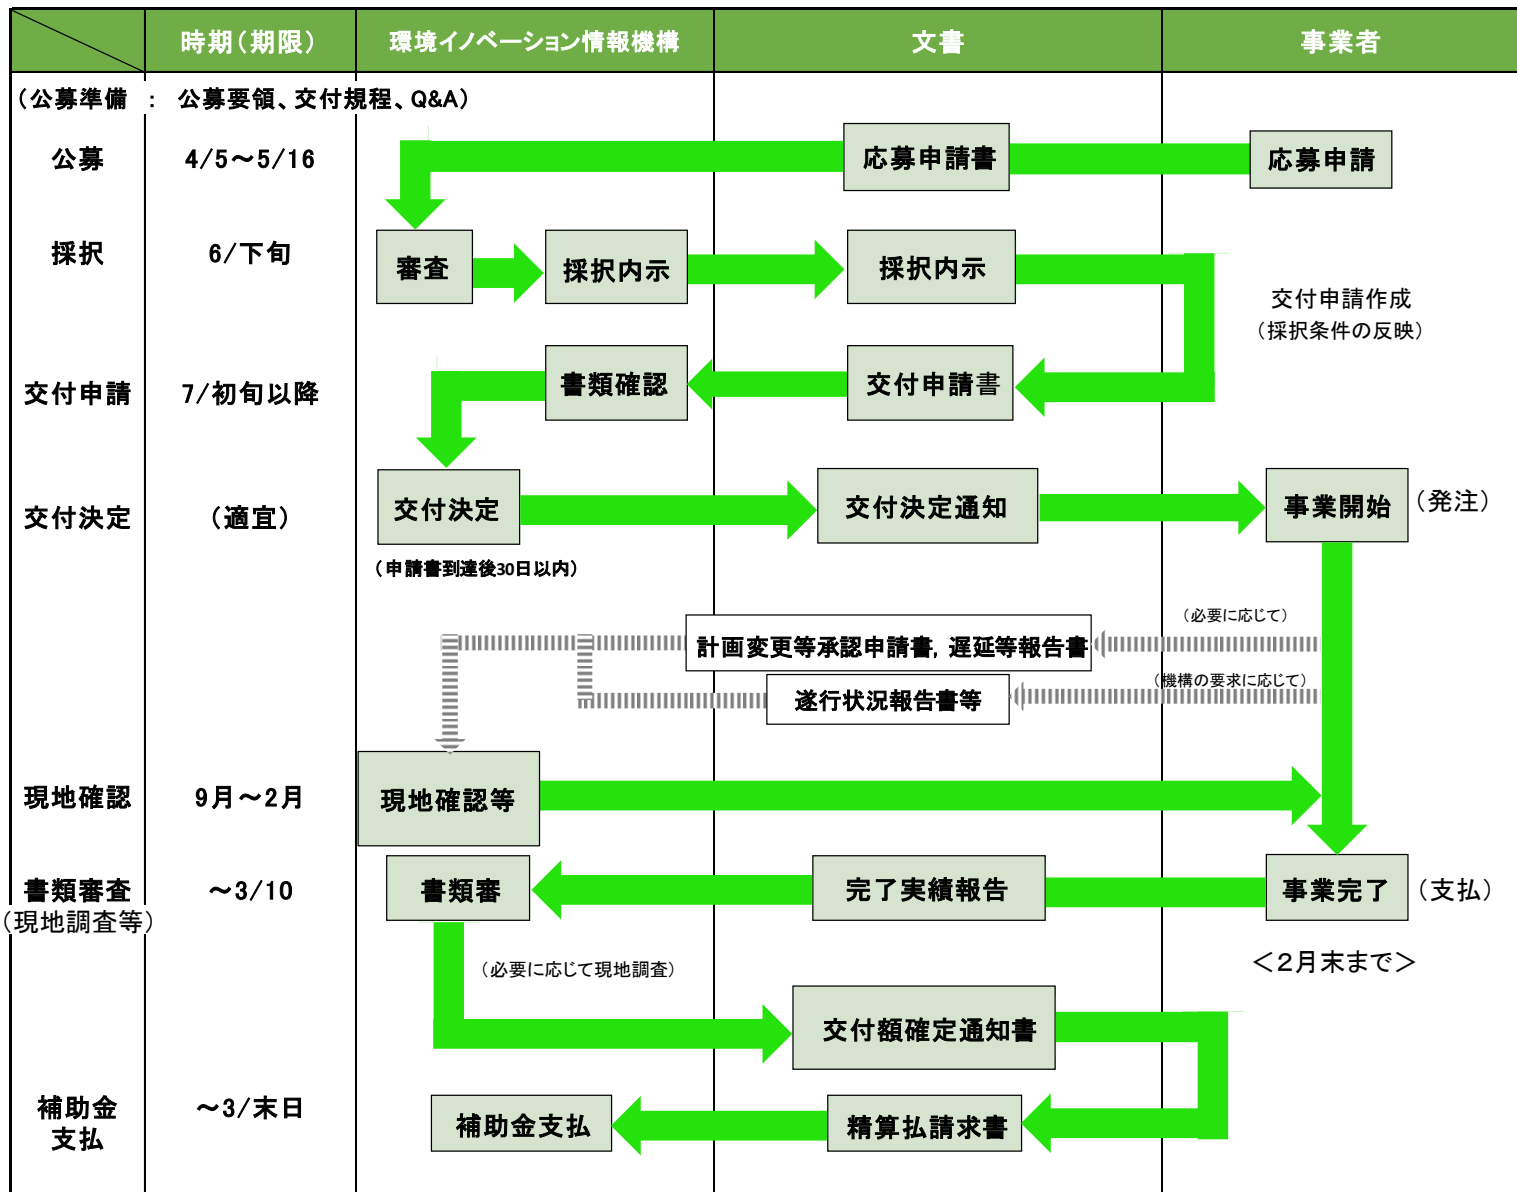 時期(期限)
環境イノベーション情報機構
文書
事業者
(公募準備 : 公募要領、交付規程、Q&A)
公募
4/5～5/16
応募申請書
応募申請
採択
6/下旬
審査
採択内示
採択内示
交付申請作成
(採択条件の反映)
交付申請
7/初旬以降
書類確認
交付申請書
交付決定
(適宜)
交付決定
交付決定通知
事業開始
(発注)
(申請書到達後30日以内)
(必要に応じて)
計画変更等承認申請書, 遅延等報告書
(機構の要求に応じて)
遂行状況報告書等
現地確認
9月～2月
現地確認等
書類審査
(現地調査等)
～3/10
書類審
完了実績報告
事業完了
(支払)
(必要に応じて現地調査)
＜2月末まで＞
交付額確定通知書
補助金
支払
～3/末日
補助金支払
精算払請求書